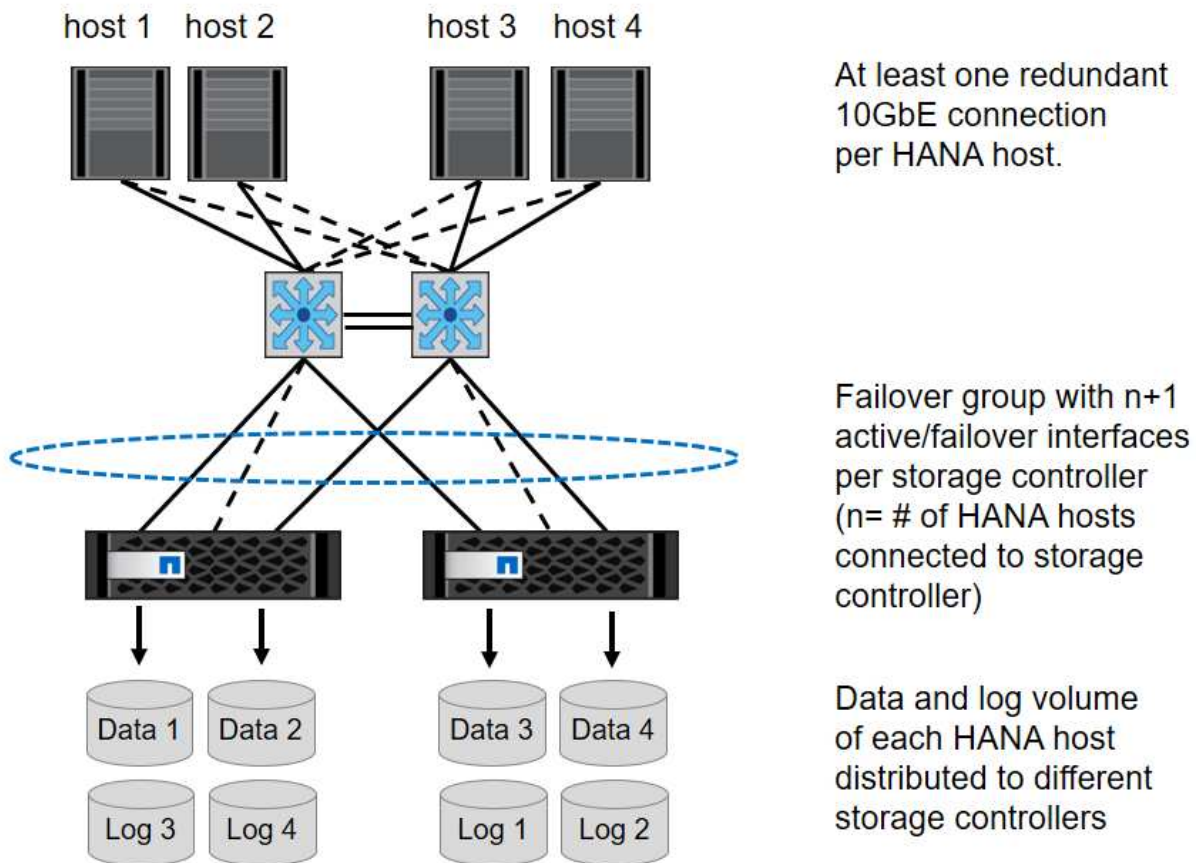 host 1 host 2 host 3 host 4
At least one redundant
10GbE connection
per HANA host.
Failover group with n+1
active/failover interfaces
per storage controller
(n= # of HANA hosts
connected to storage
controller)
Data 1 Data 2 Data 3 Data 4
Log 3 Log 4 Log 1 Log 2
Data and log volume
of each HANA host
distributed to different
storage controllers